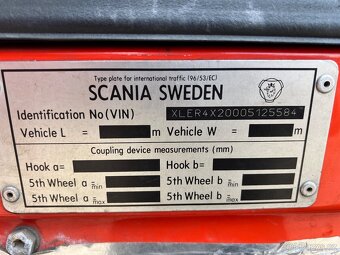 Type plate for international traffic (96/53/EC)
SCANIA SWEDEN
Identification No (VIN) XLER4X20005125584
Vehicle L = m Vehicle W = m
Coupling device measurements (mm)
Hook a= Hook b=
5th Wheel a min 5th Wheel b min
5th Wheel a max 5th Wheel b max